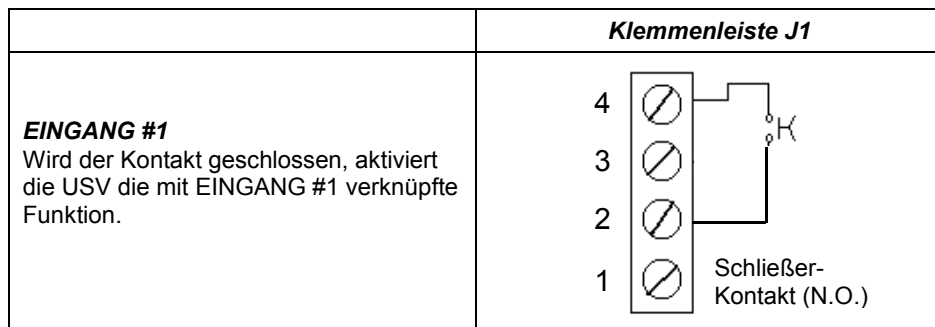 Klemmenleiste J1
EINGANG #1
Wird der Kontakt geschlossen, aktiviert
die USV die mit EINGANG #1 verknüpfte
Funktion.
4
3
2
1
Schließer-
Kontakt (N.O.)